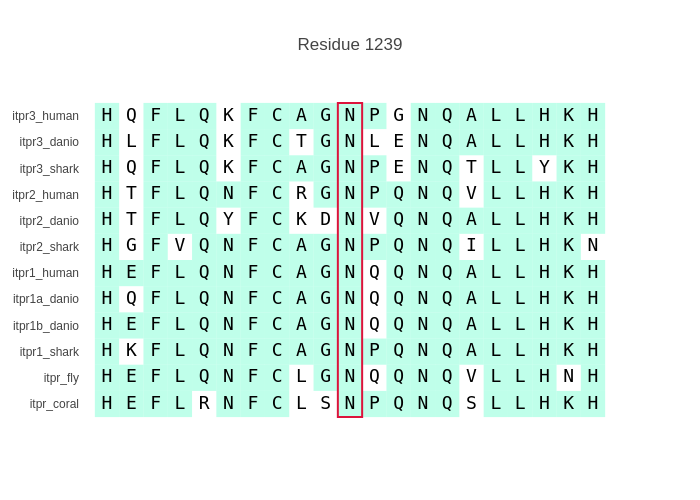 Residue 1239
itpr3_human H Q F L Q K F C A G N P G N Q A L L H K H
itpr3_danio H L F L Q K F C T G N L E N Q A L L H K H
itpr3_shark H Q F L Q K F C A G N P E N Q T L L Y K H
itpr2_human H T F L Q N F C R G N P Q N Q V L L H K H
itpr2_danio H T F L Q Y F C K D N V Q N Q A L L H K H
itpr2_shark H G F V Q N F C A G N P Q N Q I L L H K N
itpr1_human H E F L Q N F C A G N Q Q N Q A L L H K H
itpr1a_danio H Q F L Q N F C A G N Q Q N Q A L L H K H
itpr1b_danio H E F L Q N F C A G N Q Q N Q A L L H K H
itpr1_shark H K F L Q N F C A G N P Q N Q A L L H K H
itpr_fly H E F L Q N F C L G N Q Q N Q V L L H N H
itpr_coral H E F L R N F C L S N P Q N Q S L L H K H